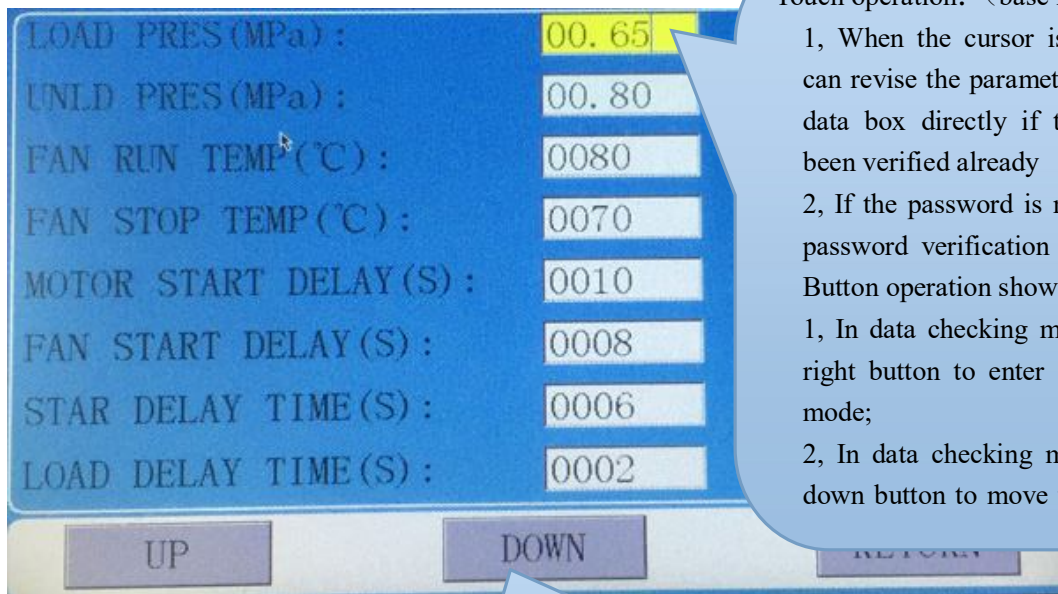 LOAD PRES(MPa): 00.65
UNLD PRES(MPa): 00.80
FAN RUN TEMP(℃): 0080
FAN STOP TEMP(℃): 0070
MOTOR START DELAY(S): 0010
FAN START DELAY(S): 0008
STAR DELAY TIME(S): 0006
LOAD DELAY TIME(S): 0002
UP DOWN RETURN
Touch operation: (base
1, When the cursor is
can revise the paramet
data box directly if t
been verified already
2, If the password is
password verification
Button operation show
1, In data checking m
right button to enter
mode;
2, In data checking m
down button to move